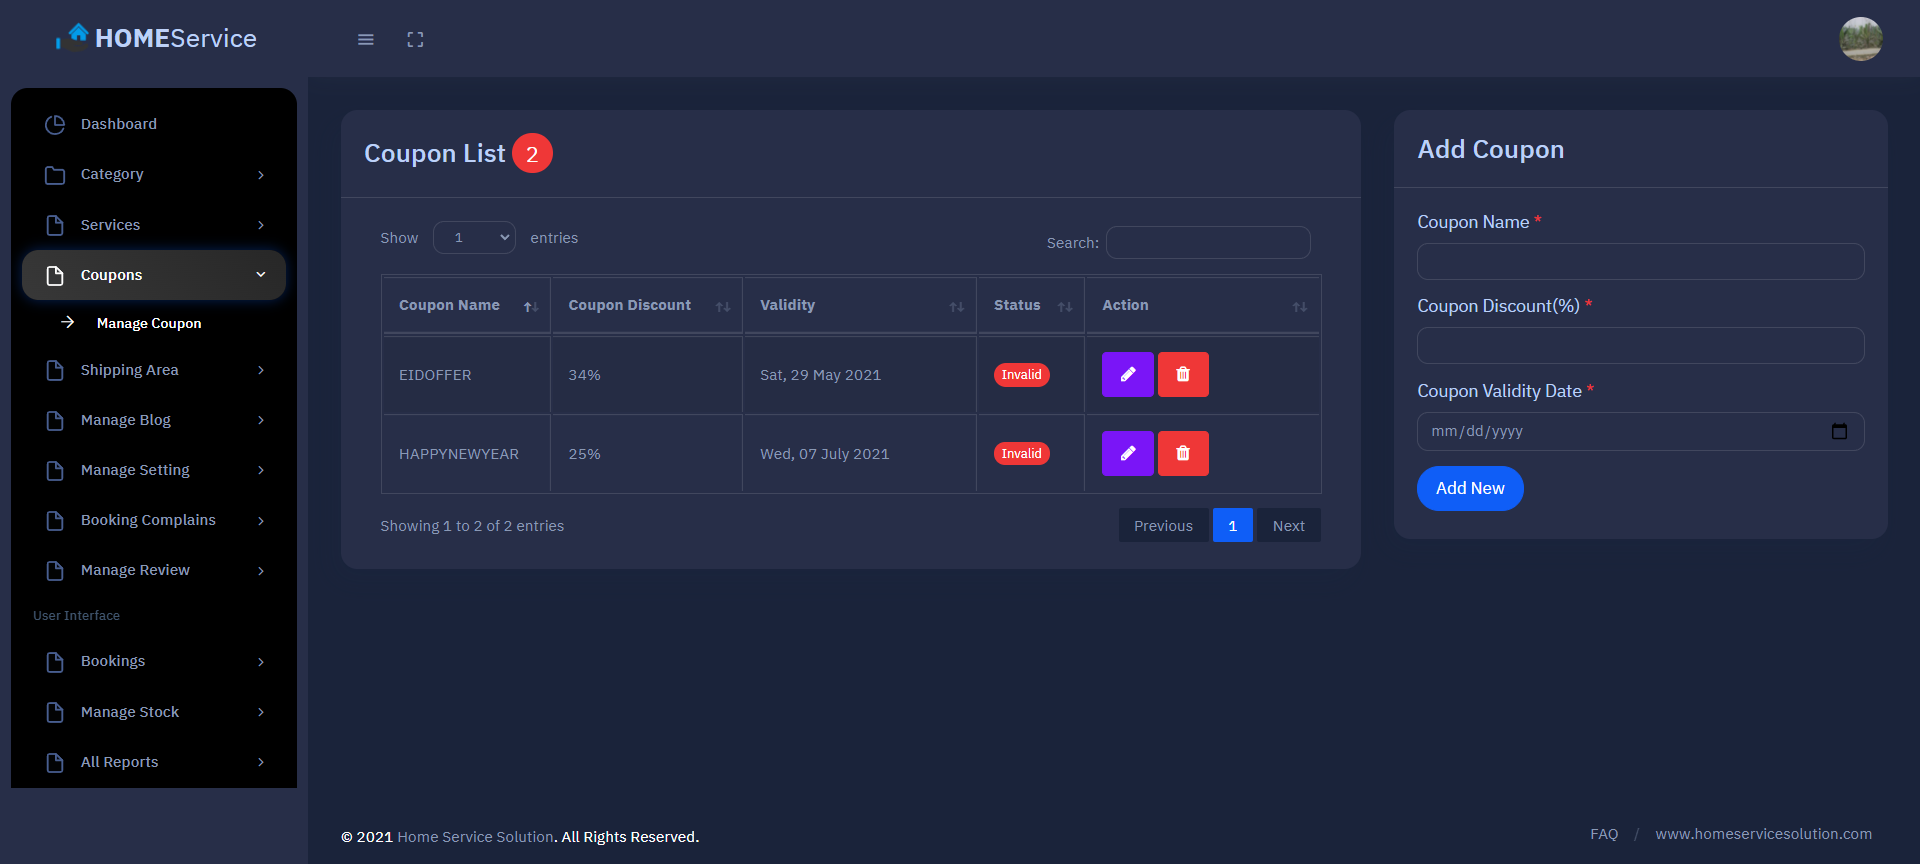 HOMEService
Dashboard
Category
Services
Coupons
Manage Coupon
Shipping Area
Manage Blog
Manage Setting
Booking Complains
Manage Review
User Interface
Bookings
Manage Stock
All Reports
Coupon List 2
Show 1 entries
Search:
Coupon Name Coupon Discount Validity Status Action
EIDOFFER 34% Sat, 29 May 2021 Invalid
HAPPYNEWYEAR 25% Wed, 07 July 2021 Invalid
Showing 1 to 2 of 2 entries
Previous 1 Next
Add Coupon
Coupon Name *
Coupon Discount(%) *
Coupon Validity Date *
mm/dd/yyyy
Add New
© 2021 Home Service Solution. All Rights Reserved.
FAQ / www.homeservicesolution.com